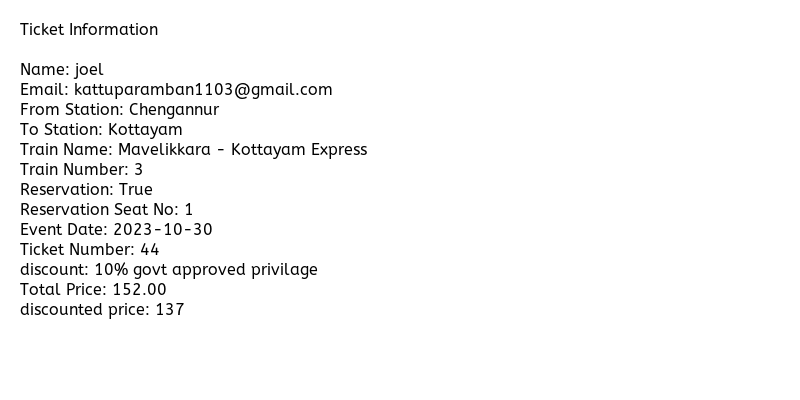 Ticket Information
Name: joel
Email: kattuparamban1103@gmail.com
From Station: Chengannur
To Station: Kottayam
Train Name: Mavelikkara - Kottayam Express
Train Number: 3
Reservation: True
Reservation Seat No: 1
Event Date: 2023-10-30
Ticket Number: 44
discount: 10% govt approved privilage
Total Price: 152.00
discounted price: 137